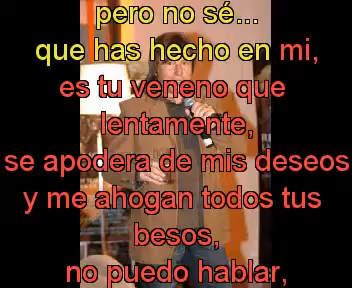 pero no sé...
que has hecho en mi,
es tu veneno que
lentamente,
se apodera de mis deseos
y me ahogan todos tus
besos,
no puedo hablar,